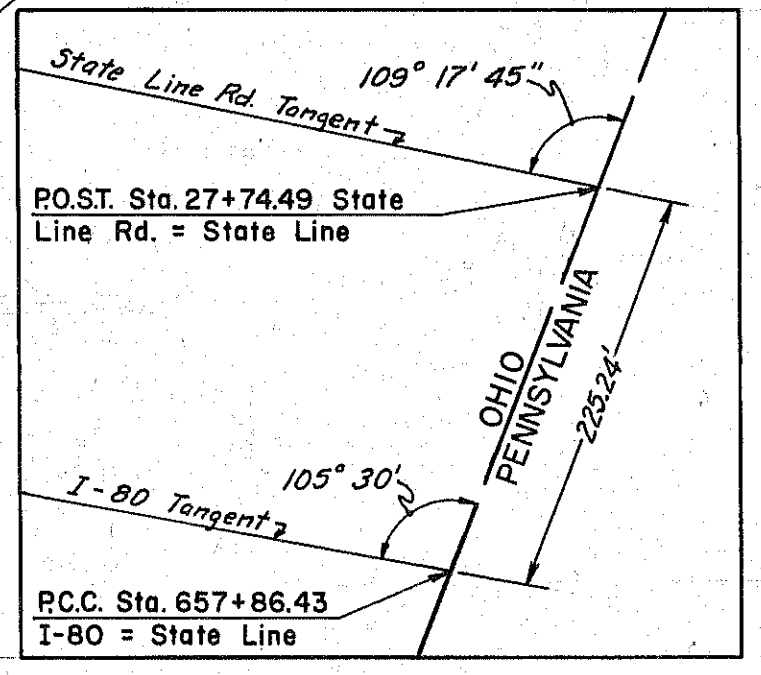 State Line Rd. Tangent
109° 17' 45"
P.O.S.T. Sta. 27+74.49 State
Line Rd. = State Line
OHIO
PENNSYLVANIA
225.24'
105° 30'
I-80 Tangent
P.C.C. Sta. 657+86.43
I-80 = State Line